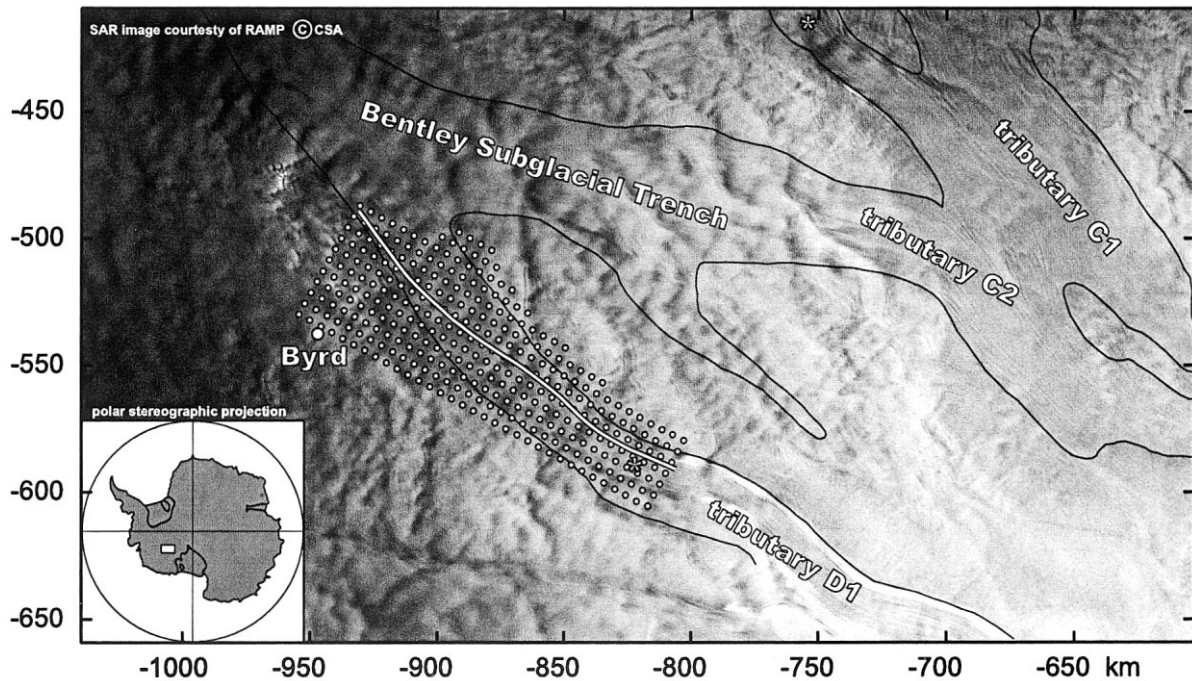 SAR image courtesty of RAMP ©CSA
*
-450
Bentley Subglacial Trench
tributary C1
-500
tributary C2
Byrd
-550
polar stereographic projection
*
-600
tributary D1
-650
-1000 -950 -900 -850 -800 -750 -700 -650 km